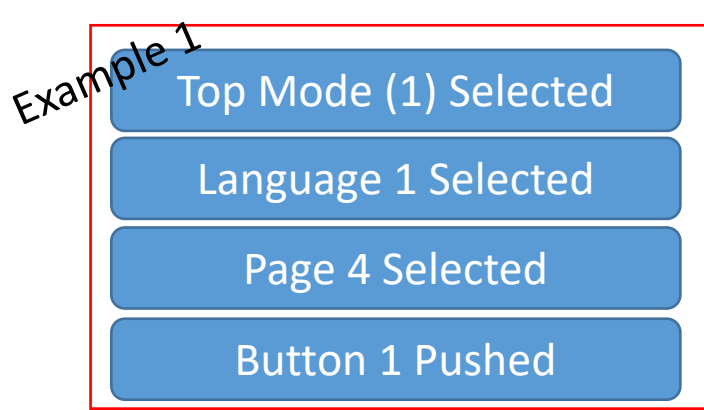 Example 1
Top Mode (1) Selected
Language 1 Selected
Page 4 Selected
Button 1 Pushed